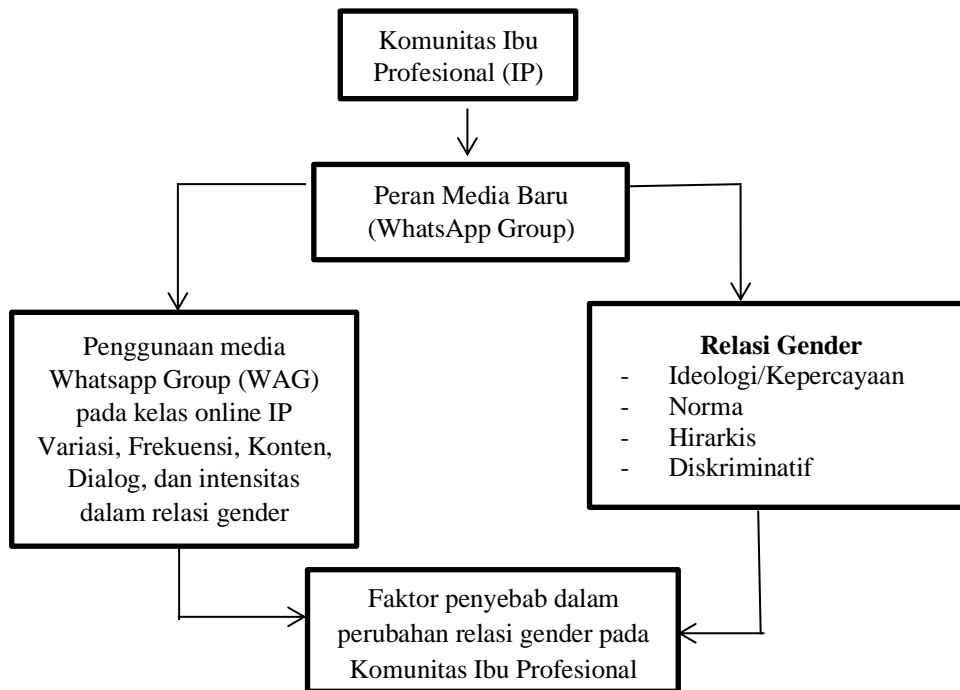 Komunitas Ibu
Profesional (IP)
Peran Media Baru
(WhatsApp Group)
Penggunaan media
Whatsapp Group (WAG)
pada kelas online IP
Variasi, Frekuensi, Konten,
Dialog, dan intensitas
dalam relasi gender
Relasi Gender
- Ideologi/Kepercayaan
- Norma
- Hirarkis
- Diskriminatif
Faktor penyebab dalam
perubahan relasi gender pada
Komunitas Ibu Profesional